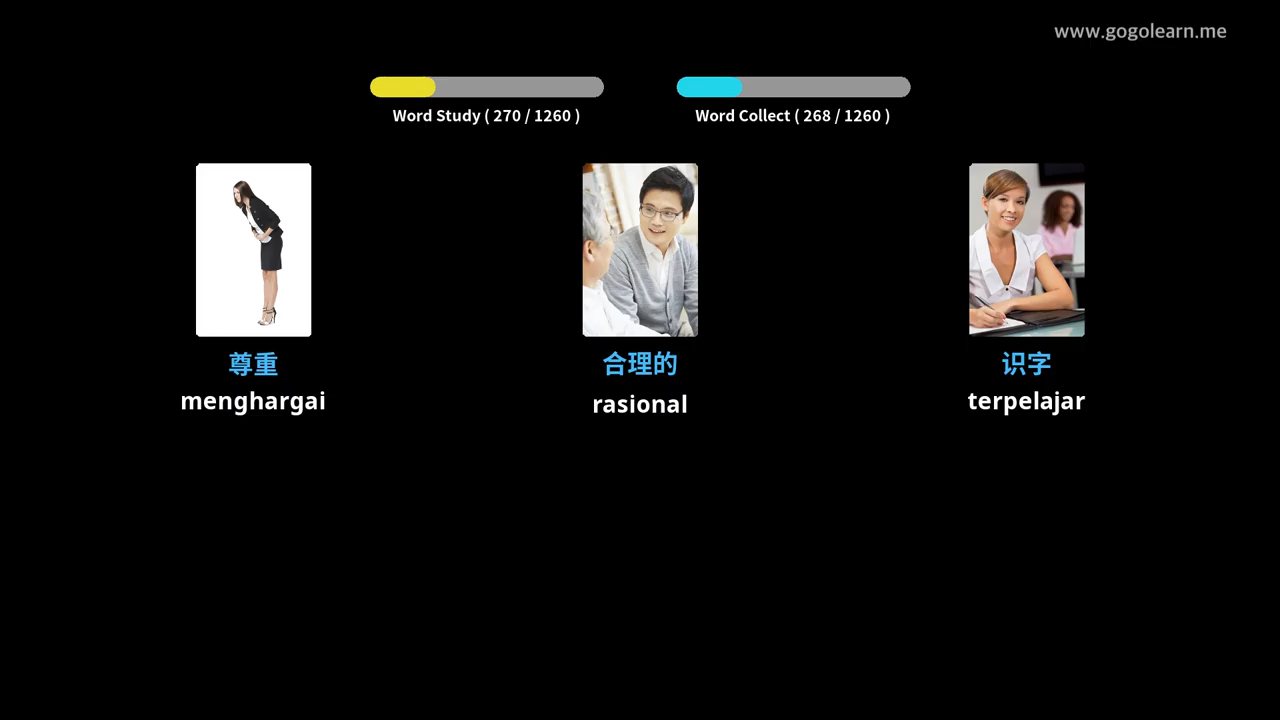 www.gogolearn.me
Word Study ( 270 / 1260 )
Word Collect ( 268 / 1260 )
尊重
menghargai
合理的
rasional
识字
terpelajar